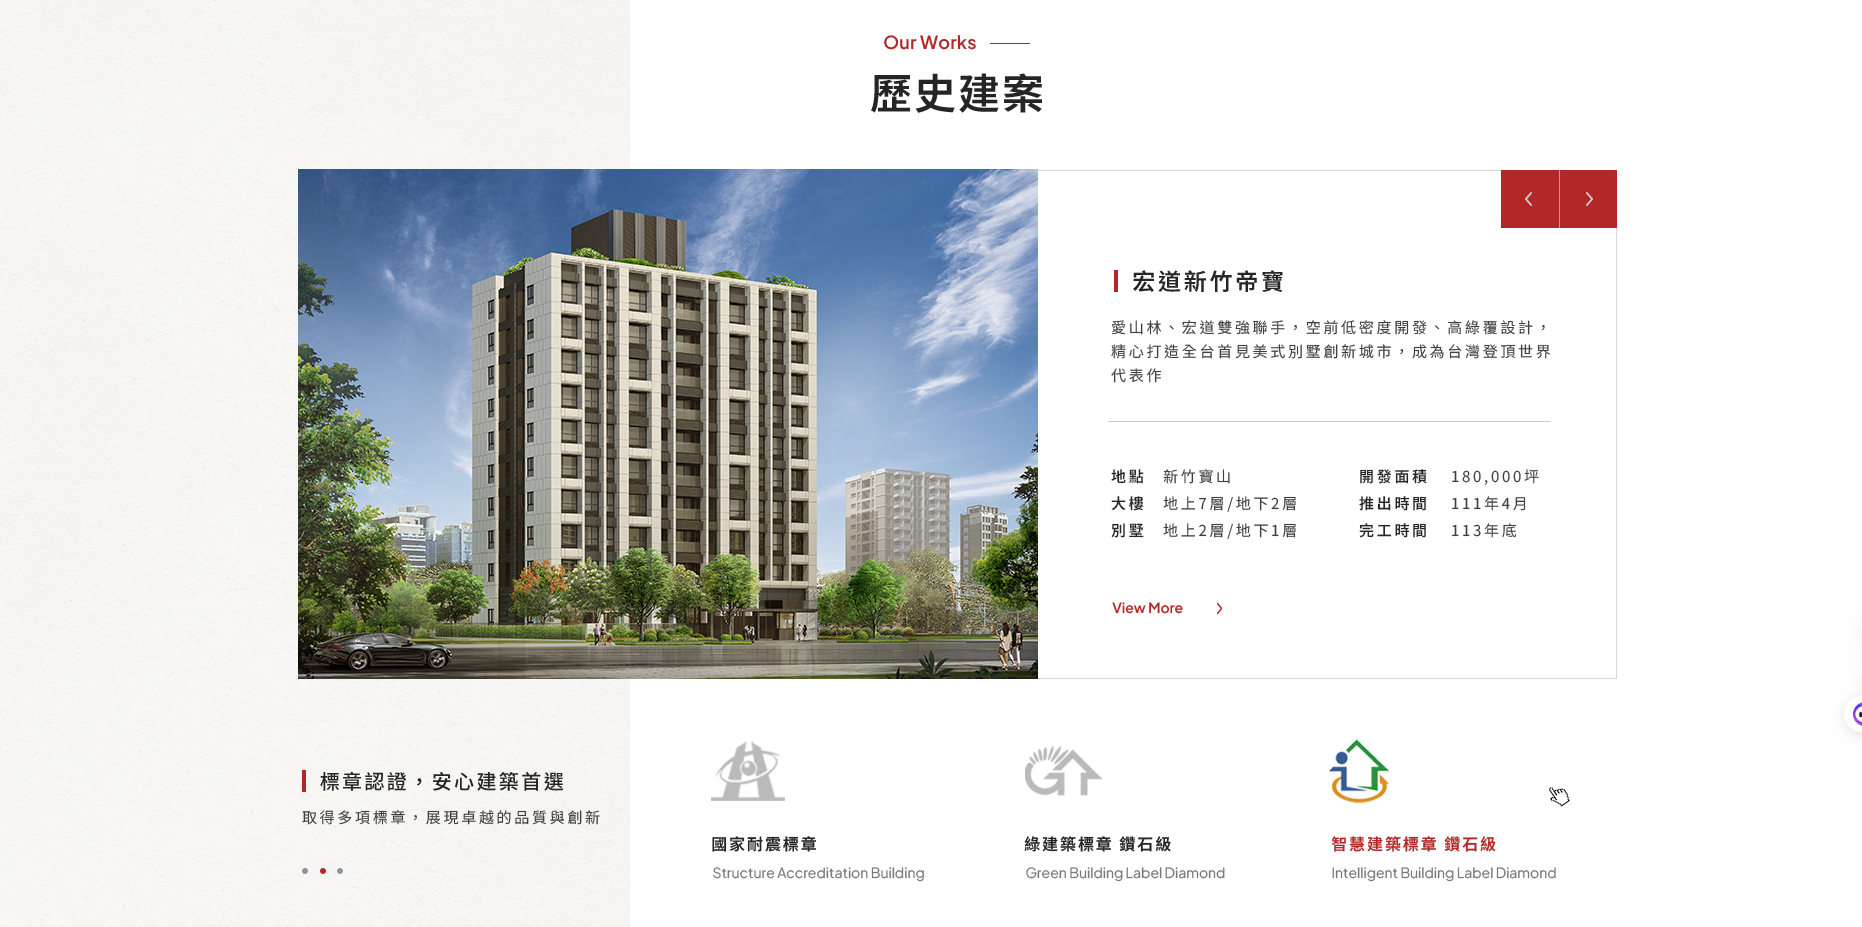 Our Works
歷史建案
宏道新竹帝寶
愛山林、宏道雙強聯手，空前低密度開發、高綠覆設計，
精心打造全台首見美式別墅創新城市，成為台灣登頂世界
代表作
地點 新竹寶山 開發面積 180,000坪
大樓 地上7層/地下2層 推出時間 111年4月
別墅 地上2層/地下1層 完工時間 113年底
View More
標章認證，安心建築首選
取得多項標章，展現卓越的品質與創新
國家耐震標章
Structure Accreditation Building
綠建築標章 鑽石級
Green Building Label Diamond
智慧建築標章 鑽石級
Intelligent Building Label Diamond